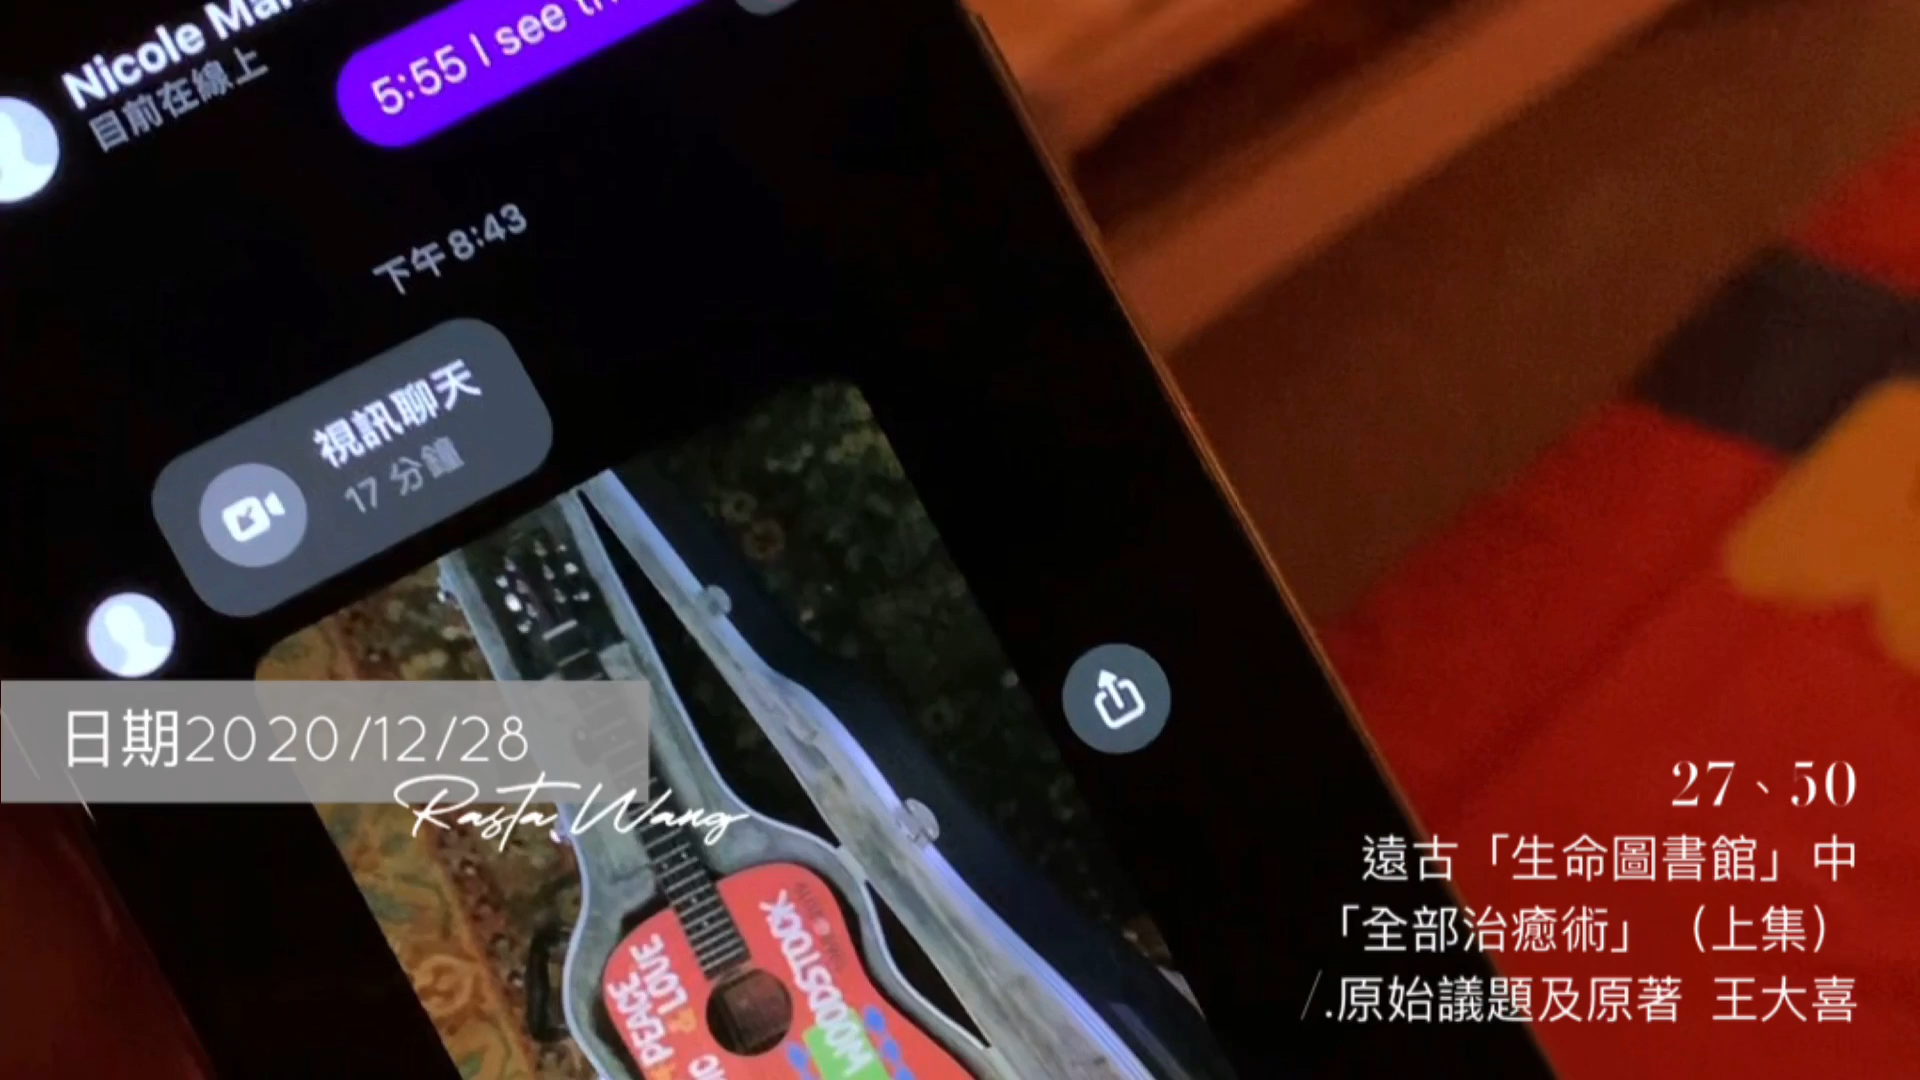 Nicole Mar
目前在線上
5:55 I see th
下午 8:43
視訊聊天
17 分鐘
日期2020/12/28
Rasta Wang
WOODSTOCK
PEACE
& LOVE
27、50
遠古「生命圖書館」中
「全部治癒術」（上集）
/.原始議題及原著 王大喜